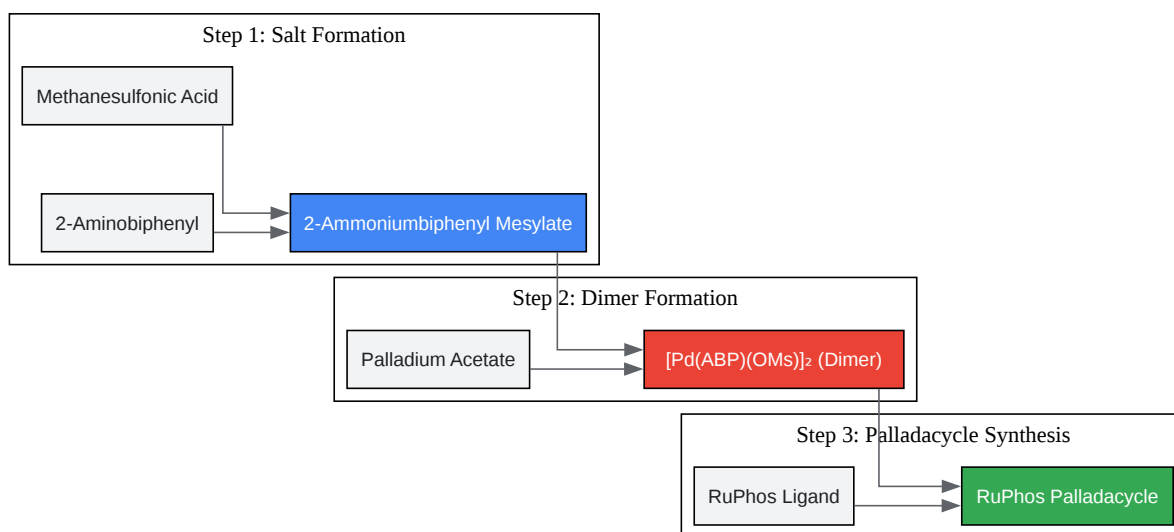 Step 1: Salt Formation
Methanesulfonic Acid
2-Aminobiphenyl
2-Ammoniumbiphenyl Mesylate
Step 2: Dimer Formation
Palladium Acetate
[Pd(ABP)(OMs)]₂ (Dimer)
Step 3: Palladacycle Synthesis
RuPhos Ligand
RuPhos Palladacycle